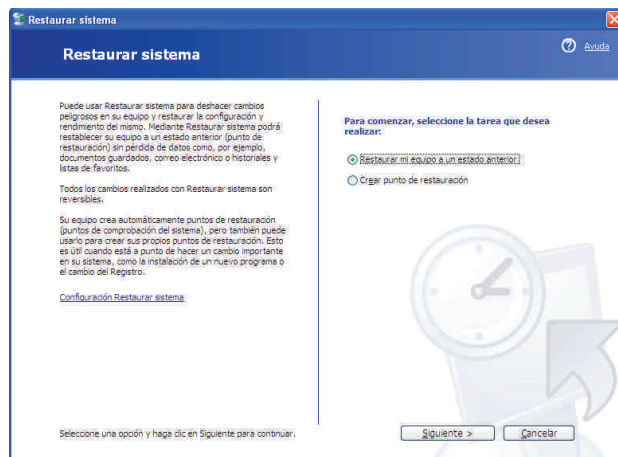 Restaurar sistema
Restaurar sistema
Ayuda
Puede usar Restaurar sistema para deshacer cambios
peligrosos en su equipo y restaurar la configuración y
rendimiento del mismo. Mediante Restaurar sistema podrá
restablecer su equipo a un estado anterior (punto de
restauración) sin pérdida de datos como, por ejemplo,
documentos guardados, correo electrónico o historiales y
listas de favoritos.
Todos los cambios realizados con Restaurar sistema son
reversibles.
Su equipo crea automáticamente puntos de restauración
(puntos de comprobación del sistema), pero también puede
usarlo para crear sus propios puntos de restauración. Esto
es útil cuando está a punto de hacer un cambio importante
en su sistema, como la instalación de un nuevo programa o
el cambio del Registro.
Configuración Restaurar sistema
Para comenzar, seleccione la tarea que desea
realizar:
Restaurar mi equipo a un estado anterior
Crear punto de restauración
Seleccione una opción y haga clic en Siguiente para continuar.
Siguiente >
Cancelar